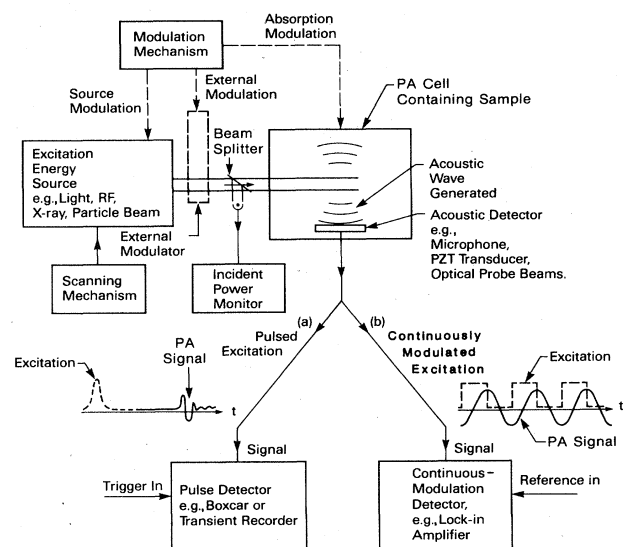 Absorption
Modulation
Modulation
Mechanism
Source
Modulation
External
Modulation
PA Cell
Containing Sample
Beam
Splitter
Excitation
Energy
Source
e.g., Light, RF,
X-ray, Particle Beam
Acoustic
Wave
Generated
Acoustic Detector
e.g.,
Microphone,
PZT Transducer,
Optical Probe Beams.
External
Modulator
Scanning
Mechanism
Incident
Power
Monitor
(a)
Pulsed
Excitation
(b)
Continuously
Modulated
Excitation
Excitation
PA
Signal
t
Excitation
t
PA Signal
Signal
Signal
Trigger In
Pulse Detector
e.g., Boxcar or
Transient Recorder
Continuous-
Modulation
Detector,
e.g., Lock-in
Amplifier
Reference in